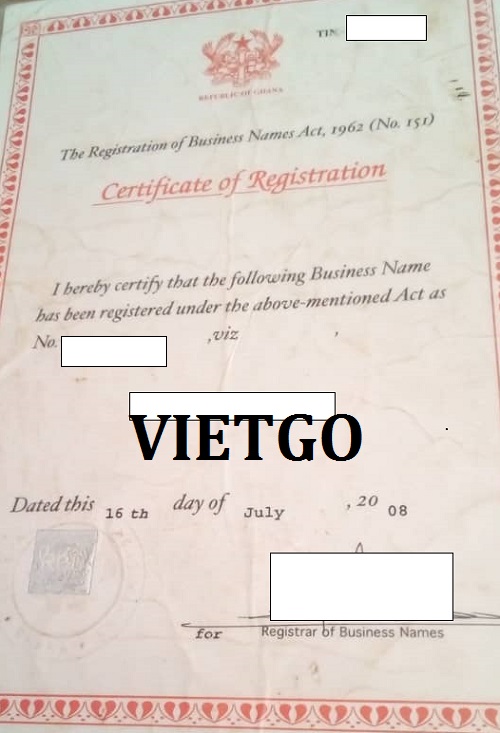 TIN
REPUBLIC OF GHANA
The Registration of Business Names Act, 1962 (No. 151)
Certificate of Registration
I hereby certify that the following Business Name
has been registered under the above-mentioned Act as
No. ,viz ,
VIETGO
Dated this 16 th day of July , 20 08
for Registrar of Business Names